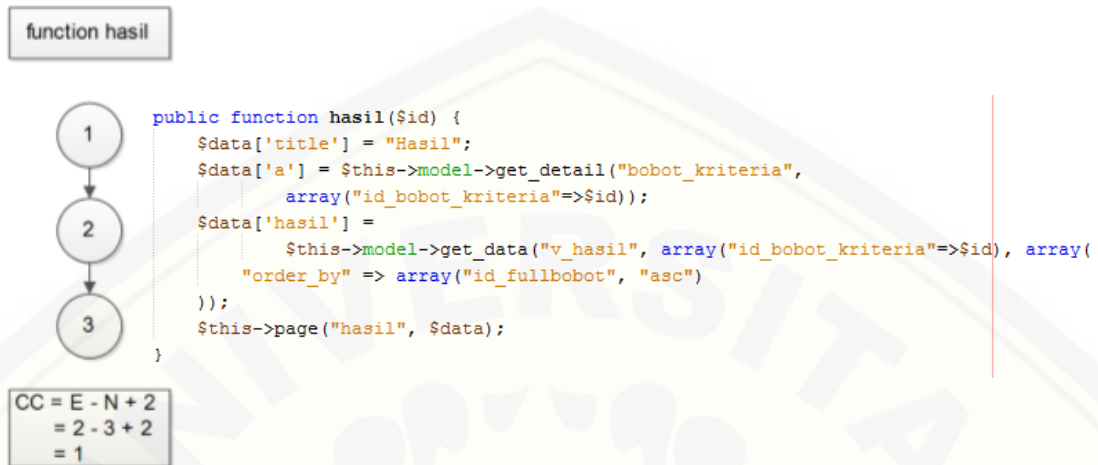 function hasil
1
2
3
public function hasil($id) {
$data['title'] = "Hasil";
$data['a'] = $this->model->get_detail("bobot_kriteria",
array("id_bobot_kriteria"=>$id));
$data['hasil'] =
$this->model->get_data("v_hasil", array("id_bobot_kriteria"=>$id), array(
"order_by" => array("id_fullbobot", "asc")
));
$this->page("hasil", $data);
}
CC = E - N + 2
= 2 - 3 + 2
= 1